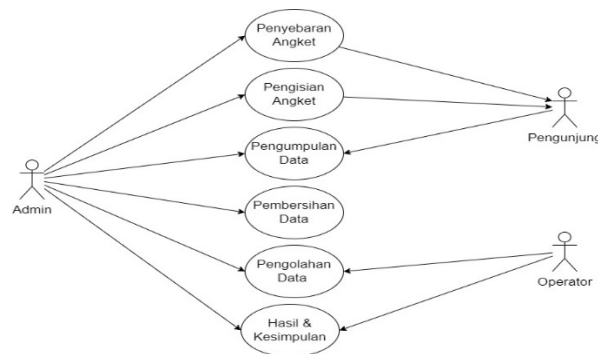 Penyebaran
Angket
Pengisian
Angket
Pengunjung
Pengumpulan
Data
Admin
Pembersihan
Data
Pengolahan
Data
Operator
Hasil &
Kesimpulan